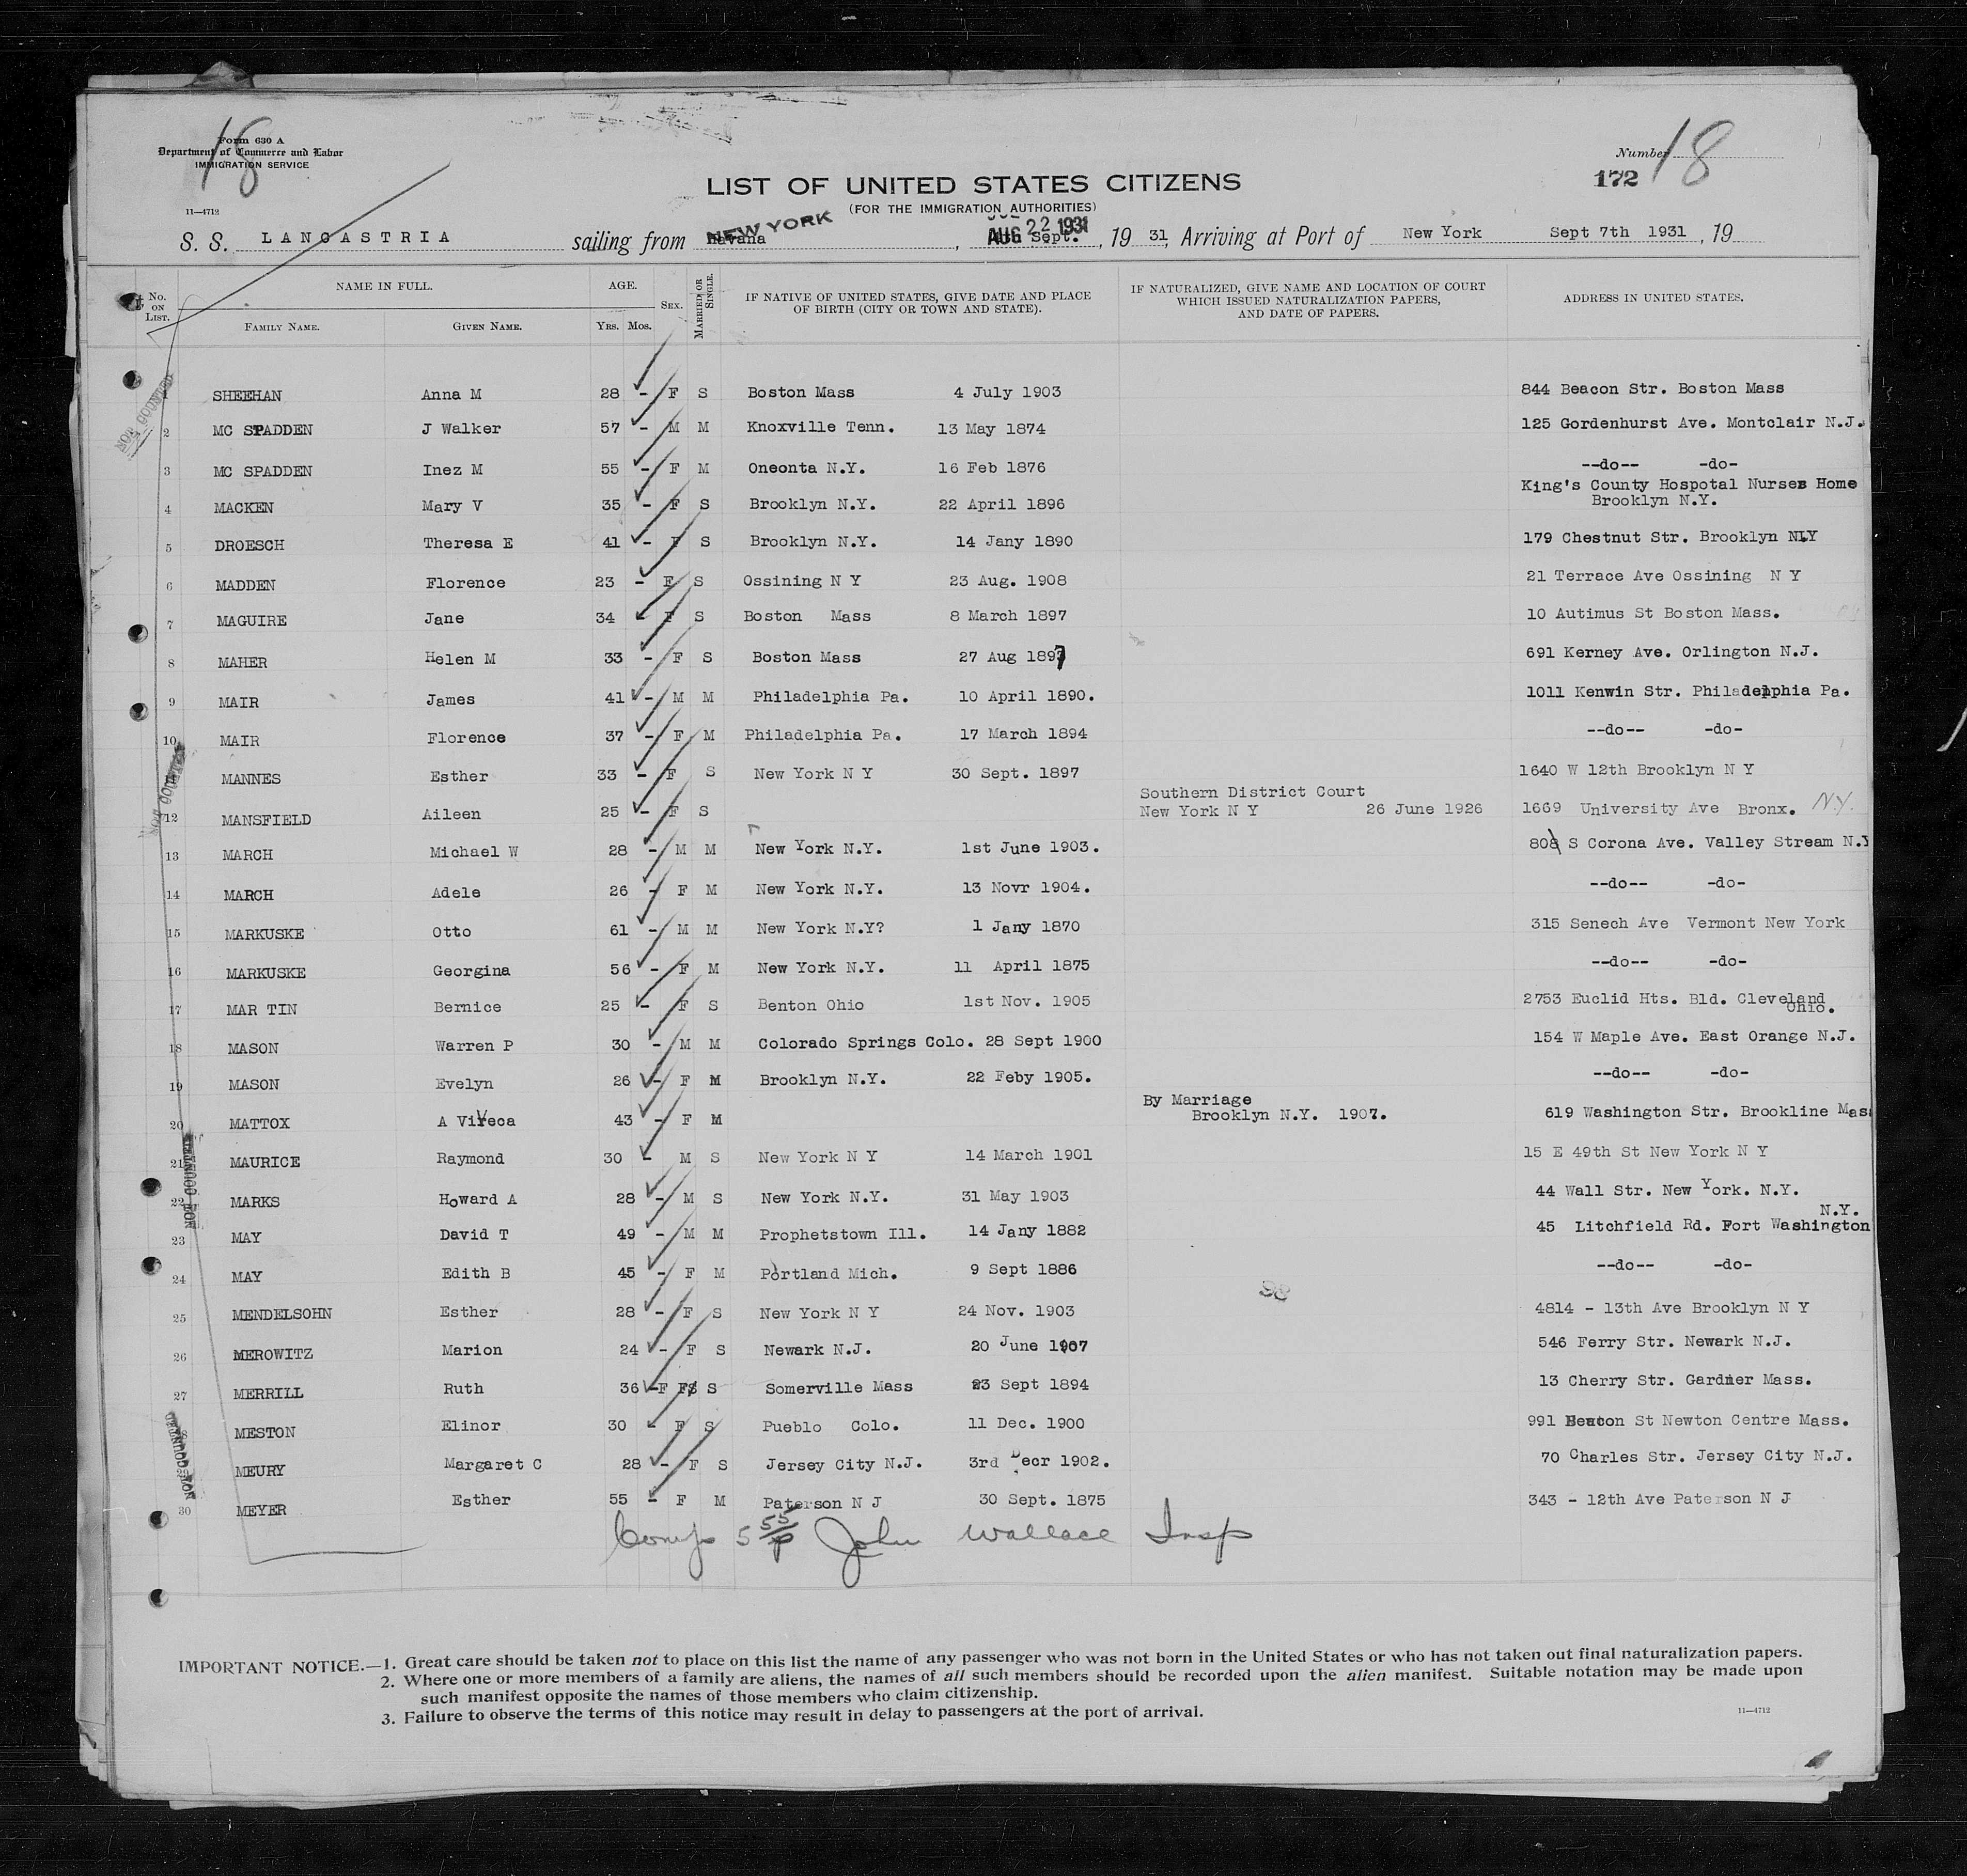 18
Form 630 A
Department of Commerce and Labor
IMMIGRATION SERVICE
11—4712
Number 18
172
LIST OF UNITED STATES CITIZENS
(FOR THE IMMIGRATION AUTHORITIES)
S. S. LANCASTRIA sailing from Havana NEW YORK, Sept. AUG 22 1931, 19 31, Arriving at Port of New York Sept 7th 1931, 19
No. ON LIST. NAME IN FULL. AGE. SEX. MARRIED OR SINGLE. IF NATIVE OF UNITED STATES, GIVE DATE AND PLACE OF BIRTH (CITY OR TOWN AND STATE). IF NATURALIZED, GIVE NAME AND LOCATION OF COURT WHICH ISSUED NATURALIZATION PAPERS, AND DATE OF PAPERS. ADDRESS IN UNITED STATES.
FAMILY NAME. GIVEN NAME. YRS. MOS.
SHEEHAN Anna M 28 - F S Boston Mass 4 July 1903 844 Beacon Str. Boston Mass
2 MC SPADDEN J Walker 57 - M M Knoxville Tenn. 13 May 1874 125 Gordenhurst Ave. Montclair N.J.
3 MC SPADDEN Inez M 55 - F M Oneonta N.Y. 16 Feb 1876 --do-- -do-
4 MACKEN Mary V 35 - F S Brooklyn N.Y. 22 April 1896 King's County Hospotal Nurses Home
Brooklyn N.Y.
5 DROESCH Theresa E 41 - F S Brooklyn N.Y. 14 Jany 1890 179 Chestnut Str. Brooklyn N.Y
6 MADDEN Florence 23 - F S Ossining N Y 23 Aug. 1908 21 Terrace Ave Ossining N Y
7 MAGUIRE Jane 34 F S Boston Mass 8 March 1897 10 Autimus St Boston Mass.
8 MAHER Helen M 33 - F S Boston Mass 27 Aug 1897 691 Kerney Ave. Orlington N.J.
9 MAIR James 41 - M M Philadelphia Pa. 10 April 1890. 1011 Kenwin Str. Philadelphia Pa.
10 MAIR Florence 37 - F M Philadelphia Pa. 17 March 1894 --do-- -do-
MANNES Esther 33 - F S New York N Y 30 Sept. 1897 1640 W 12th Brooklyn N Y
Southern District Court
12 MANSFIELD Aileen 25 - F S New York N Y 26 June 1926 1669 University Ave Bronx. N.Y.
13 MARCH Michael W 28 - M M New York N.Y. 1st June 1903. 808 S Corona Ave. Valley Stream N.Y
14 MARCH Adele 26 - F M New York N.Y. 13 Novr 1904. --do-- -do-
15 MARKUSKE Otto 61 - M M New York N.Y? 1 Jany 1870 315 Senech Ave Vermont New York
16 MARKUSKE Georgina 56 - F M New York N.Y. 11 April 1875 --do-- -do-
17 MAR TIN Bernice 25 - F S Benton Ohio 1st Nov. 1905 2753 Euclid Hts. Bld. Cleveland
Ohio.
18 MASON Warren P 30 - M M Colorado Springs Colo. 28 Sept 1900 154 W Maple Ave. East Orange N.J.
19 MASON Evelyn 26 - F M Brooklyn N.Y. 22 Feby 1905. --do-- -do-
By Marriage
20 MATTOX A Viveca 43 - F M Brooklyn N.Y. 1907. 619 Washington Str. Brookline Mass
21 MAURICE Raymond 30 - M S New York N Y 14 March 1901 15 E 49th St New York N Y
22 MARKS Howard A 28 - M S New York N.Y. 31 May 1903 44 Wall Str. New York. N.Y.
N.Y.
23 MAY David T 49 - M M Prophetstown Ill. 14 Jany 1882 45 Litchfield Rd. Fort Washington
24 MAY Edith B 45 - F M Portland Mich. 9 Sept 1886 --do-- -do-
25 MENDELSOHN Esther 28 - F S New York N Y 24 Nov. 1903 4814 - 13th Ave Brooklyn N Y
26 MEROWITZ Marion 24 - F S Newark N.J. 20 June 1907 546 Ferry Str. Newark N.J.
27 MERRILL Ruth 36 F S Somerville Mass 23 Sept 1894 13 Cherry Str. Gardner Mass.
MESTON Elinor 30 - F S Pueblo Colo. 11 Dec. 1900 991 Beacon St Newton Centre Mass.
29 MEURY Margaret C 28 - F S Jersey City N.J. 3rd Decr 1902. 70 Charles Str. Jersey City N.J.
30 MEYER Esther 55 - F M Paterson N J 30 Sept. 1875 343 - 12th Ave Paterson N J
Comp 5 55/P John Wallace Insp
IMPORTANT NOTICE.—1. Great care should be taken not to place on this list the name of any passenger who was not born in the United States or who has not taken out final naturalization papers.
2. Where one or more members of a family are aliens, the names of all such members should be recorded upon the alien manifest. Suitable notation may be made upon
such manifest opposite the names of those members who claim citizenship.
3. Failure to observe the terms of this notice may result in delay to passengers at the port of arrival.
11—4712